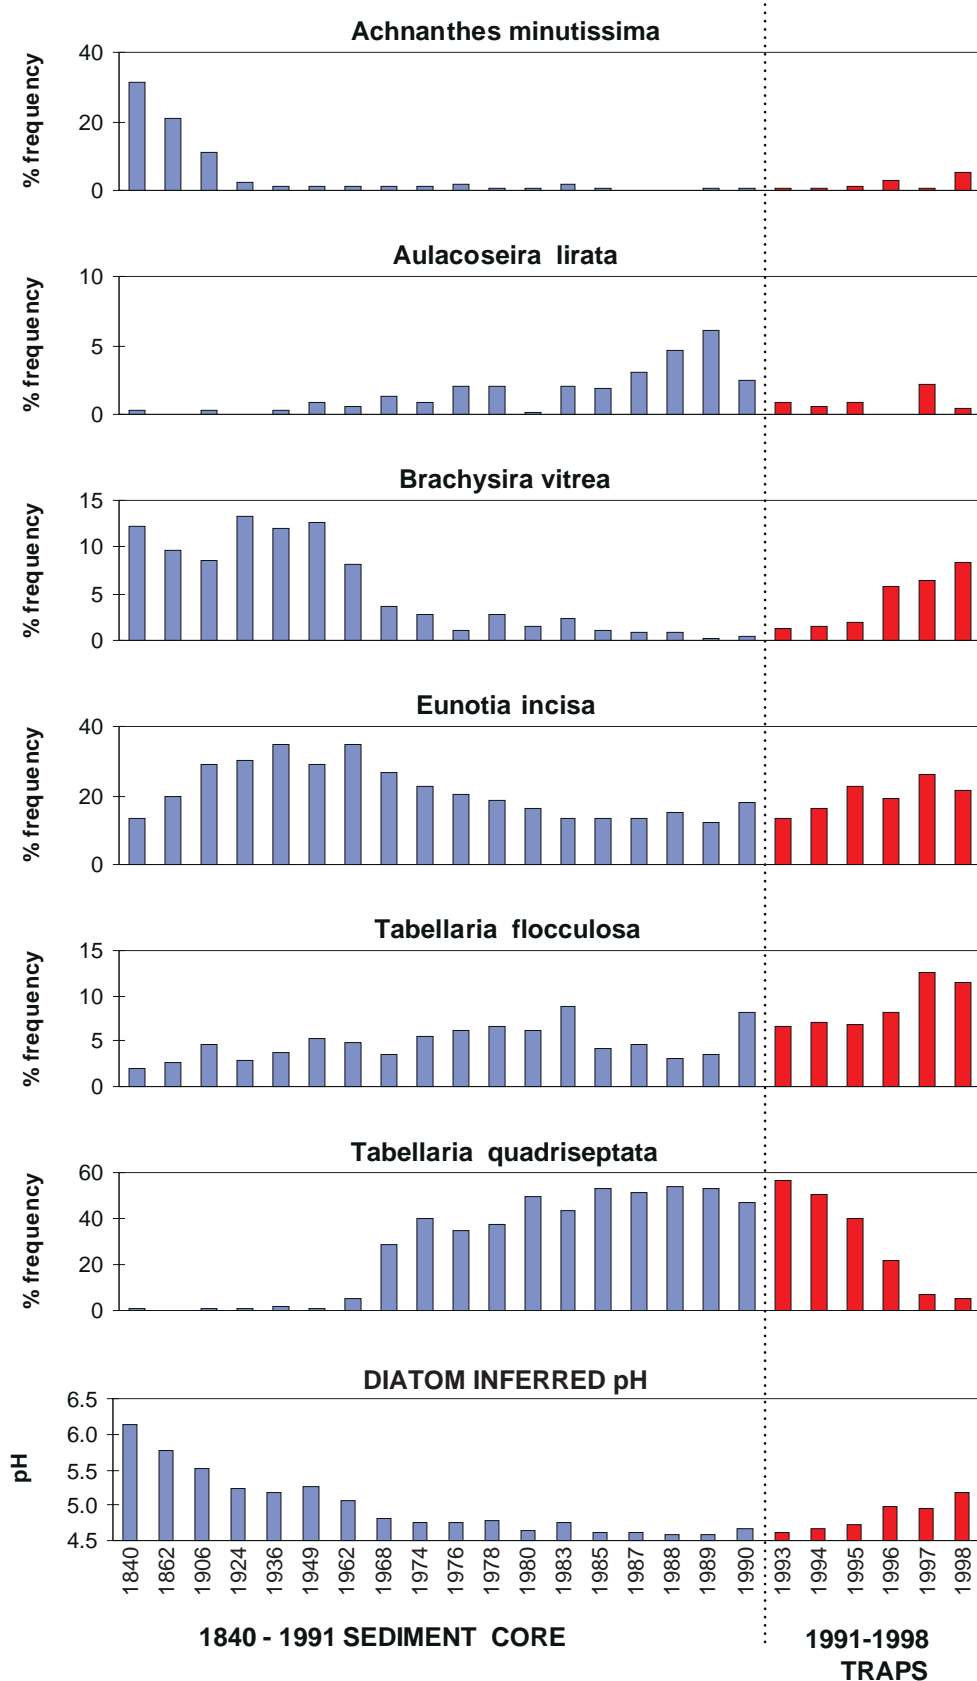 Achnanthes minutissima
% frequency
40
20
0
Aulacoseira lirata
% frequency
10
5
0
Brachysira vitrea
% frequency
15
10
5
0
Eunotia incisa
% frequency
40
20
0
Tabellaria flocculosa
% frequency
15
10
5
0
Tabellaria quadriseptata
% frequency
60
40
20
0
DIATOM INFERRED pH
pH
6.5
6.0
5.5
5.0
4.5
1840 1862 1906 1924 1936 1949 1962 1968 1974 1976 1978 1980 1983 1985 1987 1988 1989 1990 1993 1994 1995 1996 1997 1998
1840 - 1991 SEDIMENT CORE
1991-1998
TRAPS